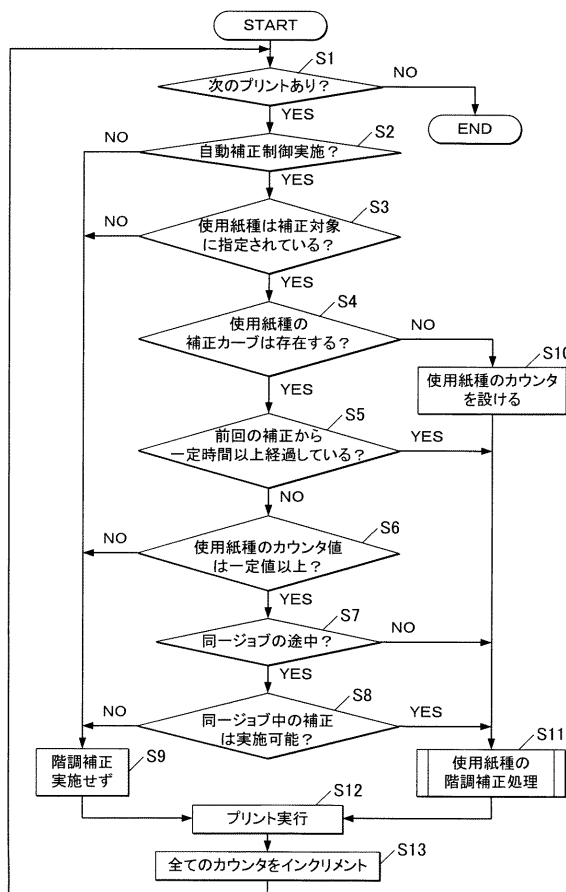 START
S1
次のプリントあり？
NO
YES
END
S2
NO
自動補正制御実施？
YES
S3
使用紙種は補正対象
に指定されている？
NO
YES
S4
使用紙種の
補正カーブは存在する？
NO
YES
S10
使用紙種のカウンタ
を設ける
S5
前回の補正から
一定時間以上経過している？
YES
NO
S6
使用紙種のカウンタ値
は一定値以上？
NO
YES
S7
同一ジョブの途中？
NO
YES
S8
同一ジョブ中の補正
は実施可能？
NO
YES
S9
階調補正
実施せず
S11
使用紙種の
階調補正処理
S12
プリント実行
S13
全てのカウンタをインクリメント